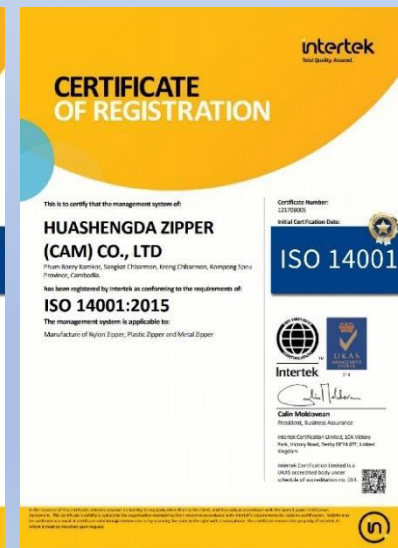 intertek
Total Quality. Assured.
CERTIFICATE
OF REGISTRATION
This is to certify that the management system of:
HUASHENGDA ZIPPER
(CAM) CO., LTD
Phum Borey Kamkor, Sangkat Chbarmon, Krong Chbarmon, Kompong Speu
Province, Cambodia.
has been registered by Intertek as conforming to the requirements of:
ISO 14001:2015
The management system is applicable to:
Manufacture of Nylon Zipper, Plastic Zipper and Metal Zipper
Certificate Number:
Initial Certification Date:
ISO 14001
Intertek
UKAS
MANAGEMENT
SYSTEMS
Calin Moldovean
President, Business Assurance
Intertek Certification Limited, 10A Victory
Park, Victory Road, Derby DE24 8ZF, United
Kingdom
Intertek Certification Limited is a
UKAS accredited body under
schedule of accreditation no. 014.
in